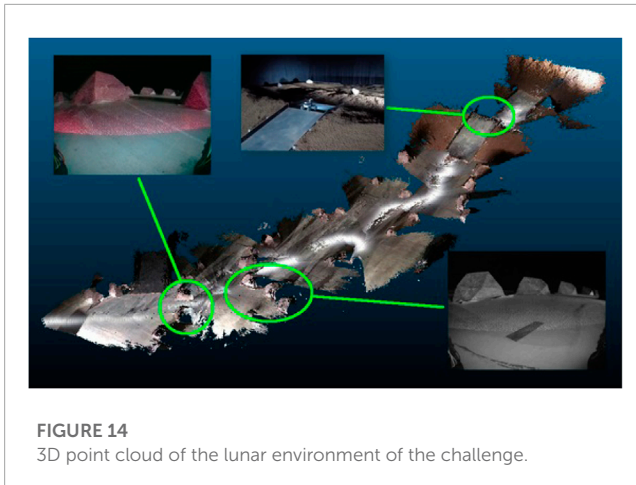 FIGURE 14
3D point cloud of the lunar environment of the challenge.